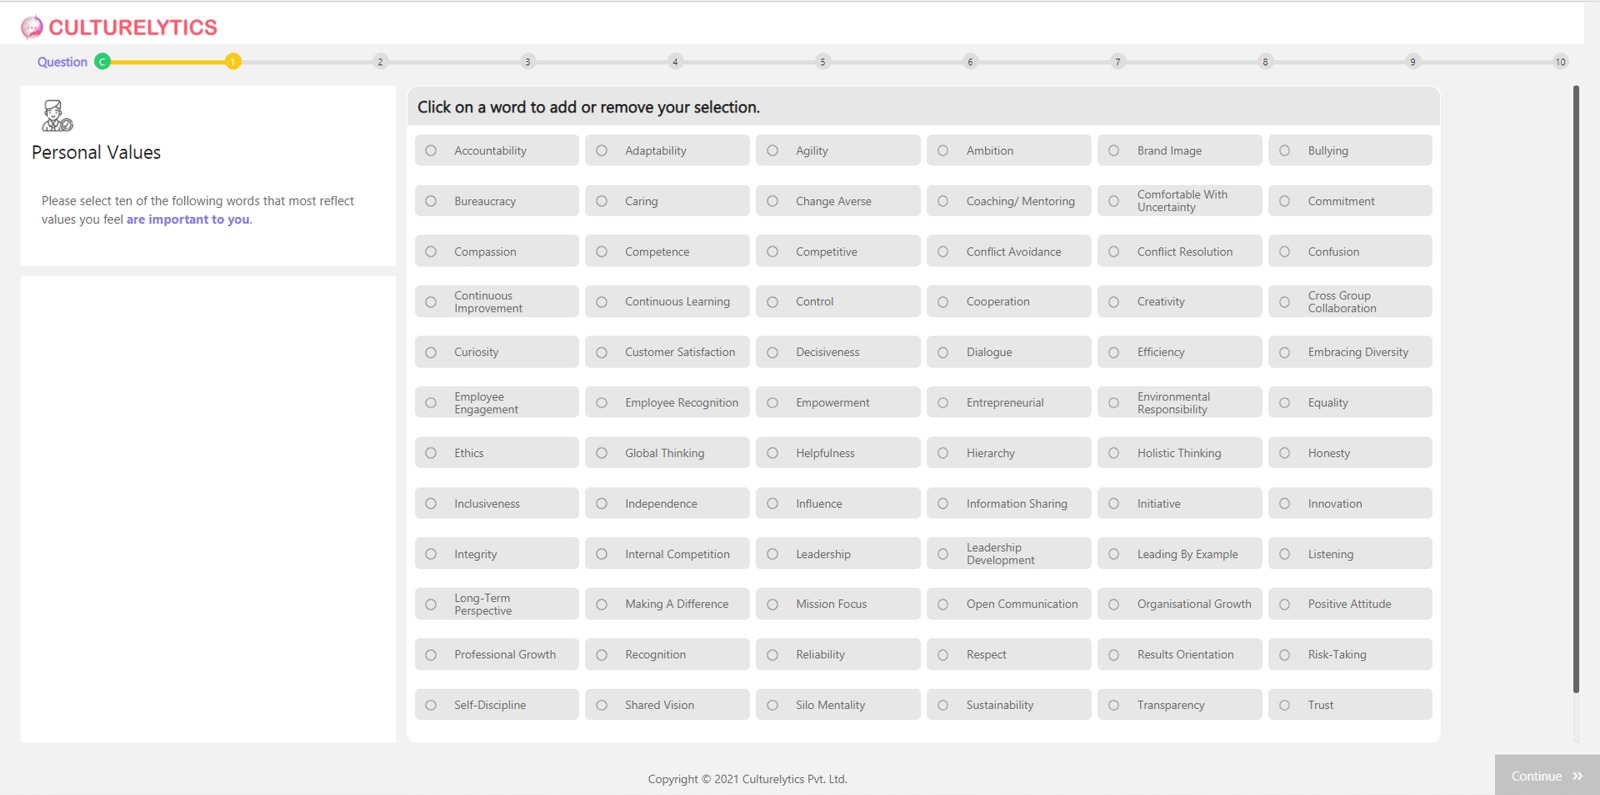 CULTURELYTICS
Question C 1 2 3 4 5 6 7 8 9 10
Personal Values
Please select ten of the following words that most reflect
values you feel are important to you.
Click on a word to add or remove your selection.
Accountability Adaptability Agility Ambition Brand Image Bullying
Bureaucracy Caring Change Averse Coaching/ Mentoring Comfortable With
Uncertainty Commitment
Compassion Competence Competitive Conflict Avoidance Conflict Resolution Confusion
Continuous
Improvement Continuous Learning Control Cooperation Creativity Cross Group
Collaboration
Curiosity Customer Satisfaction Decisiveness Dialogue Efficiency Embracing Diversity
Employee
Engagement Employee Recognition Empowerment Entrepreneurial Environmental
Responsibility Equality
Ethics Global Thinking Helpfulness Hierarchy Holistic Thinking Honesty
Inclusiveness Independence Influence Information Sharing Initiative Innovation
Integrity Internal Competition Leadership Leadership
Development Leading By Example Listening
Long-Term
Perspective Making A Difference Mission Focus Open Communication Organisational Growth Positive Attitude
Professional Growth Recognition Reliability Respect Results Orientation Risk-Taking
Self-Discipline Shared Vision Silo Mentality Sustainability Transparency Trust
Copyright © 2021 Culturelytics Pvt. Ltd.
Continue »